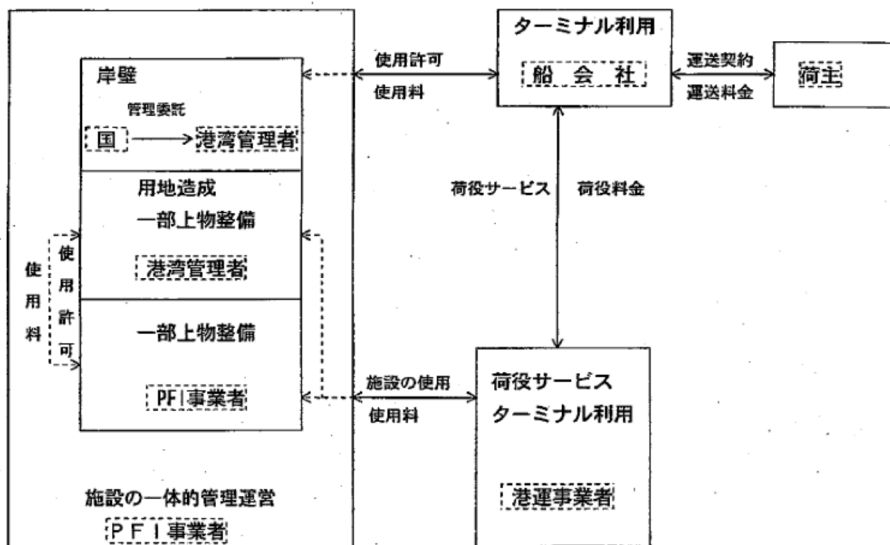 岸壁
管理委託
国
港湾管理者
用地造成
一部上物整備
港湾管理者
使用料
使用許可
一部上物整備
PFI事業者
施設の一体的管理運営
PFI事業者
使用許可
使用料
ターミナル利用
船会社
運送契約
運送料金
荷主
荷役サービス
荷役料金
施設の使用
使用料
荷役サービス
ターミナル利用
港運事業者